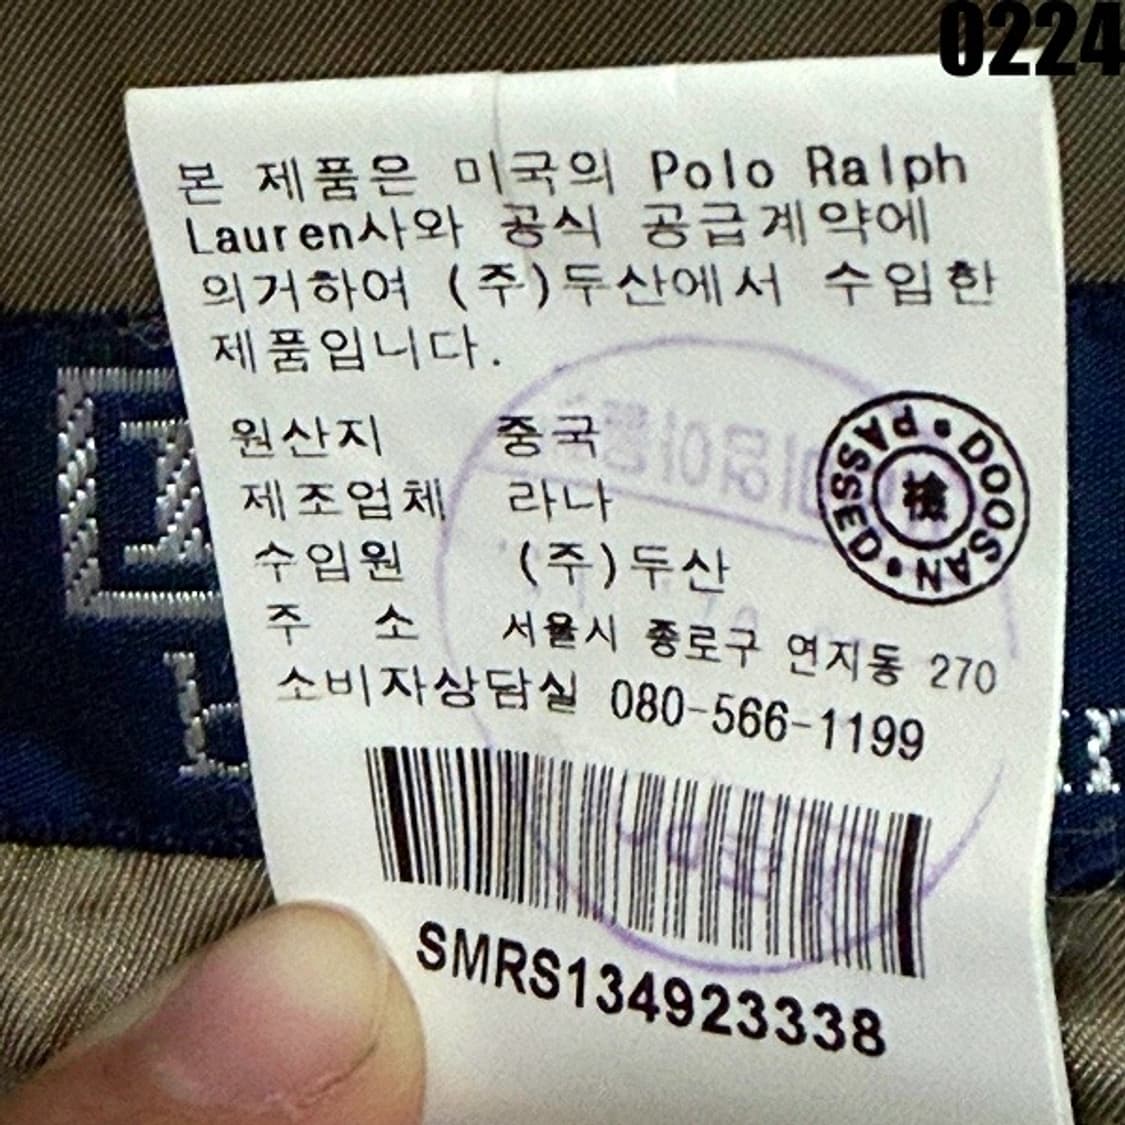 0224
본 제품은 미국의 Polo Ralph
Lauren사와 공식 공급계약에
의거하여 (주)두산에서 수입한
제품입니다.
원산지 중국
제조업체 라나
수입원 (주)두산
주 소 서울시 종로구 연지동 270
소비자상담실 080-566-1199
DOOSAN • PASSED •
検
SMRS134923338